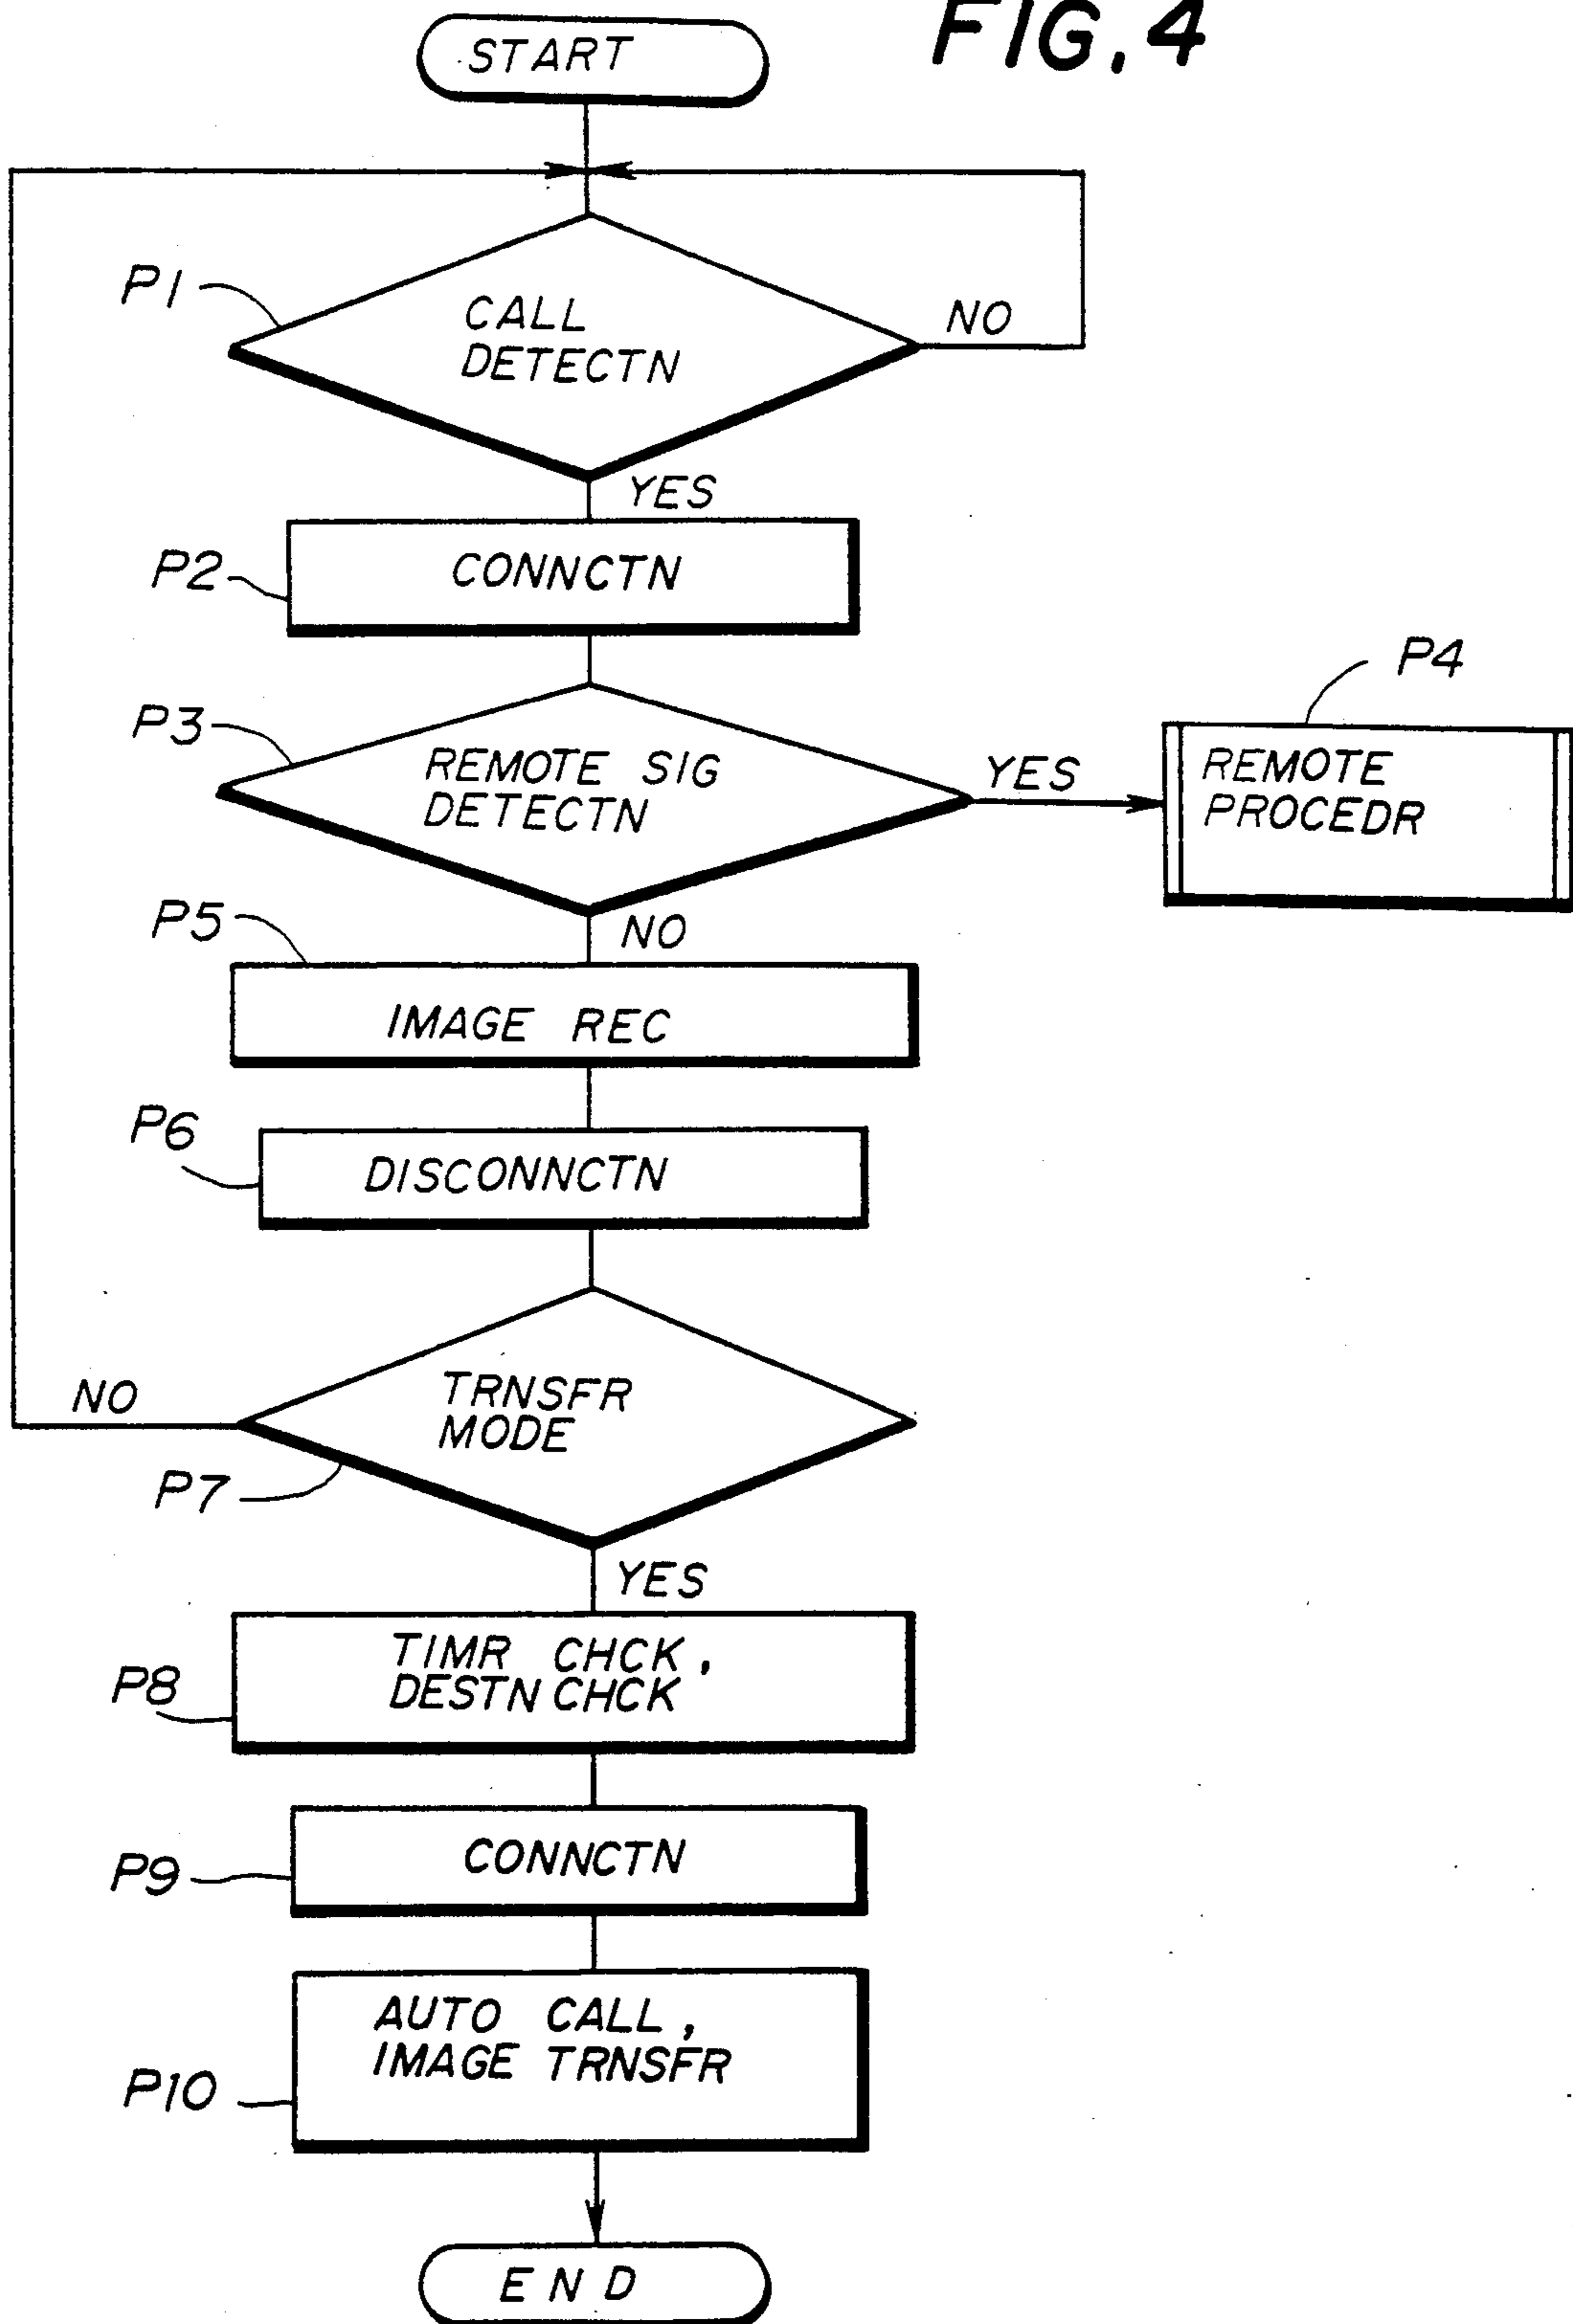 FIG. 4
START
P1
CALL
DETECTN
NO
YES
P2
CONNCTN
P3
REMOTE SIG
DETECTN
YES
P4
REMOTE
PROCEDR
NO
P5
IMAGE REC
P6
DISCONNCTN
TRNSFR
MODE
NO
P7
YES
TIMR CHCK,
DESTN CHCK
P8
CONNCTN
P9
AUTO CALL,
IMAGE TRNSFR
P10
END